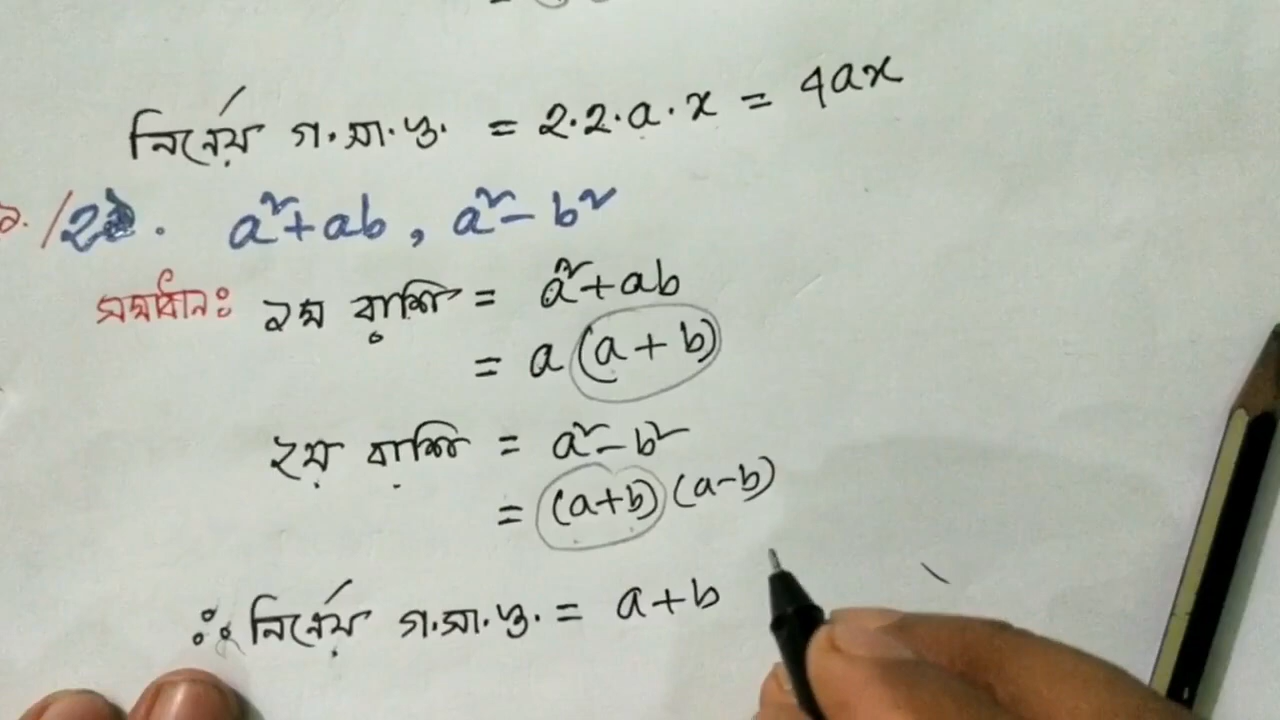 নির্ণেয় গ.সা.গু. = 2.2.a.x = 4ax
a²+ab, a²-b²
সমাধান: ১ম রাশি = a²+ab
= a(a+b)
২য় রাশি = a²-b²
= (a+b)(a-b)
∴ নির্ণেয় গ.সা.গু. = a+b